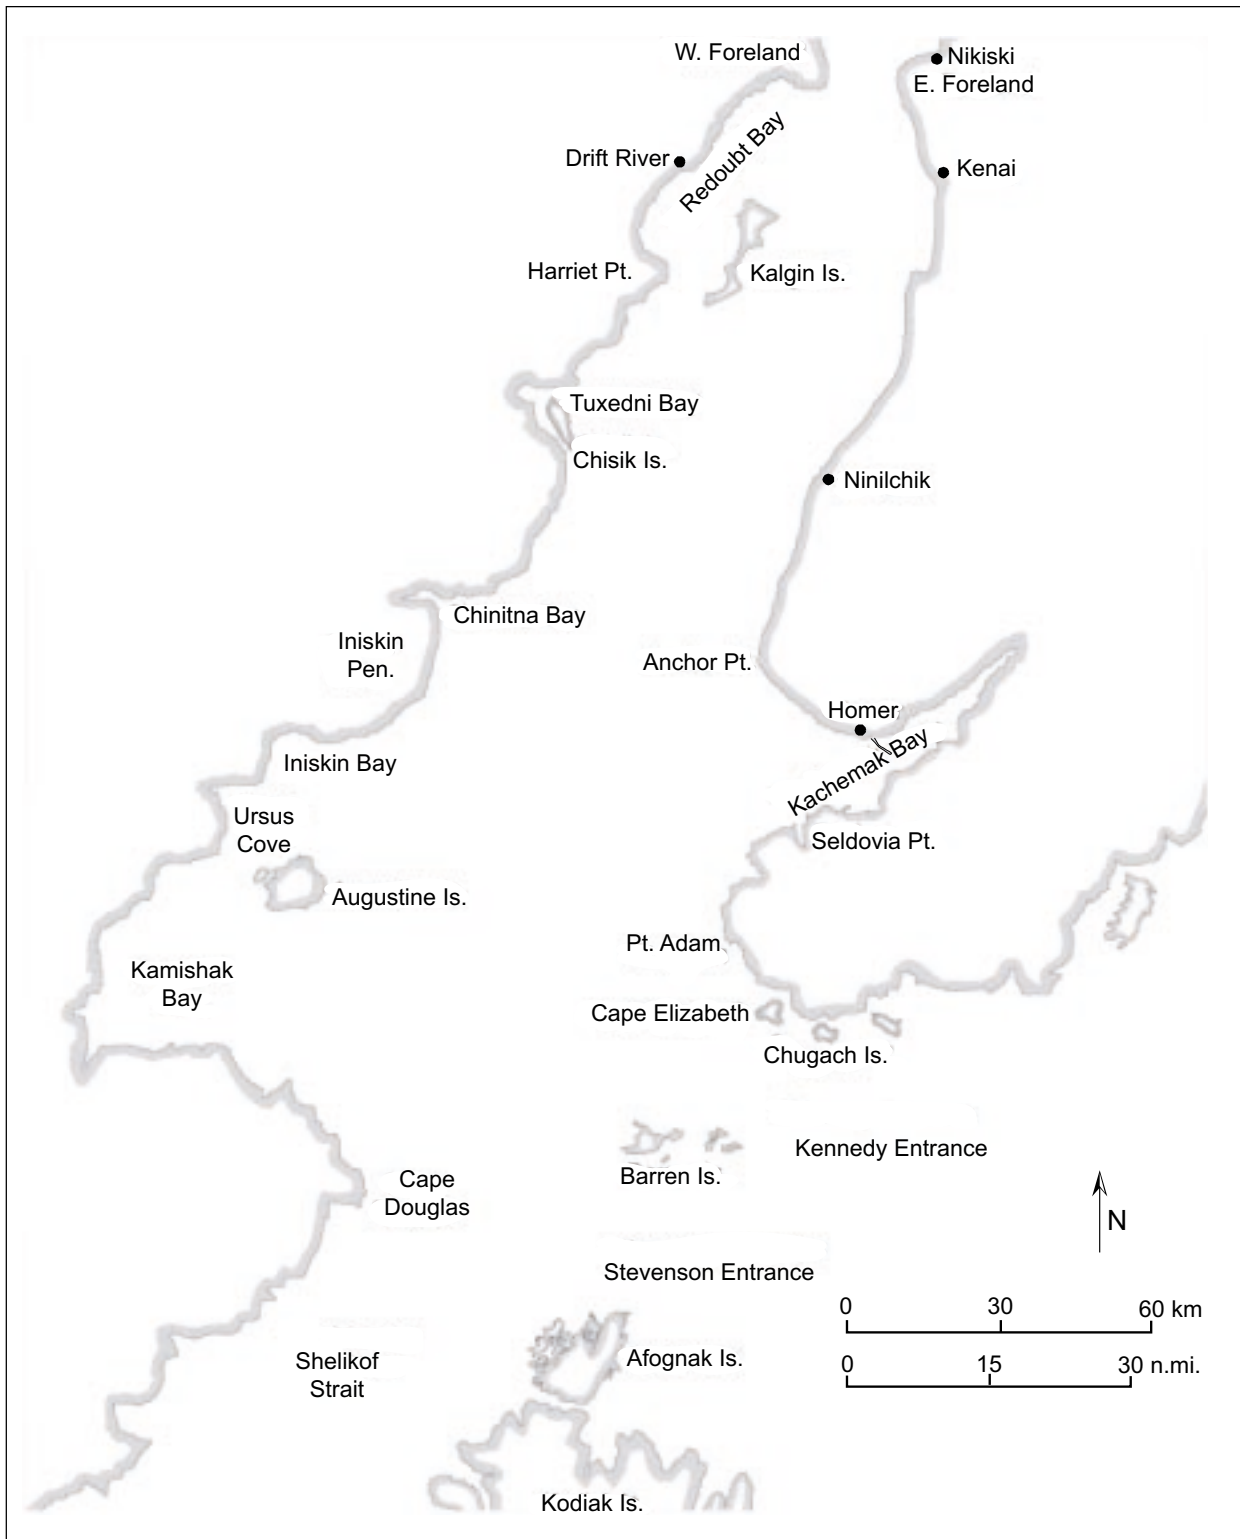 W. Foreland
Nikiski
E. Foreland
Drift River
Redoubt Bay
Kenai
Harriet Pt.
Kalgin Is.
Tuxedni Bay
Chisik Is.
Ninilchik
Chinitna Bay
Iniskin
Pen.
Anchor Pt.
Homer
Iniskin Bay
Kachemak Bay
Ursus
Cove
Seldovia Pt.
Augustine Is.
Pt. Adam
Kamishak
Bay
Cape Elizabeth
Chugach Is.
Kennedy Entrance
Barren Is.
Cape
Douglas
N
Stevenson Entrance
0 30 60 km
Shelikof
Strait
Afognak Is.
0 15 30 n.mi.
Kodiak Is.